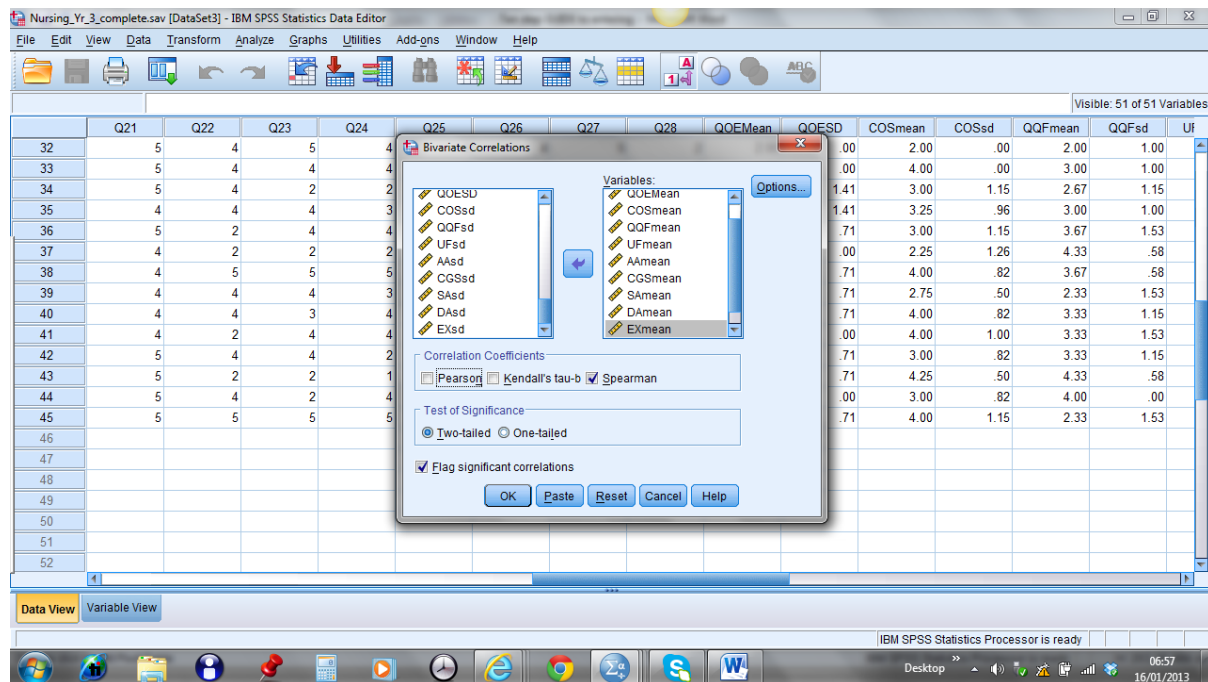 Nursing_Yr_3_complete.sav [DataSet3] - IBM SPSS Statistics Data Editor
File Edit View Data Transform Analyze Graphs Utilities Add-ons Window Help
Visible: 51 of 51 Variables
Q21 Q22 Q23 Q24 Q25 Q26 Q27 Q28 QOEMean QOESD COSmean COSsd QQFmean QQFsd UF
32 5 4 5 4 .00 2.00 .00 2.00 1.00
33 5 4 4 4 .00 4.00 .00 3.00 1.00
34 5 4 2 2 1.41 3.00 1.15 2.67 1.15
35 4 4 4 3 1.41 3.25 .96 3.00 1.00
36 5 2 4 4 .71 3.00 1.15 3.67 1.53
37 4 2 2 2 .00 2.25 1.26 4.33 .58
38 4 5 5 5 .71 4.00 .82 3.67 .58
39 4 4 4 3 .71 2.75 .50 2.33 1.53
40 4 4 3 4 .71 4.00 .82 3.33 1.15
41 4 2 4 4 .00 4.00 1.00 3.33 1.53
42 5 4 4 2 .71 3.00 .82 3.33 1.15
43 5 2 2 1 .71 4.25 .50 4.33 .58
44 5 4 2 4 .00 3.00 .82 4.00 .00
45 5 5 5 5 .71 4.00 1.15 2.33 1.53
46
47
48
49
50
51
52
Bivariate Correlations
Variables:
Options...
QOESD
COSsd
QQFsd
UFsd
AAsd
CGSsd
SAsd
DAsd
EXsd
QOEMean
COSmean
QQFmean
UFmean
AAmean
CGSmean
SAmean
DAmean
EXmean
Correlation Coefficients
Pearson Kendall's tau-b Spearman
Test of Significance
Two-tailed One-tailed
Flag significant correlations
OK Paste Reset Cancel Help
Data View Variable View
IBM SPSS Statistics Processor is ready
Desktop
06:57
16/01/2013